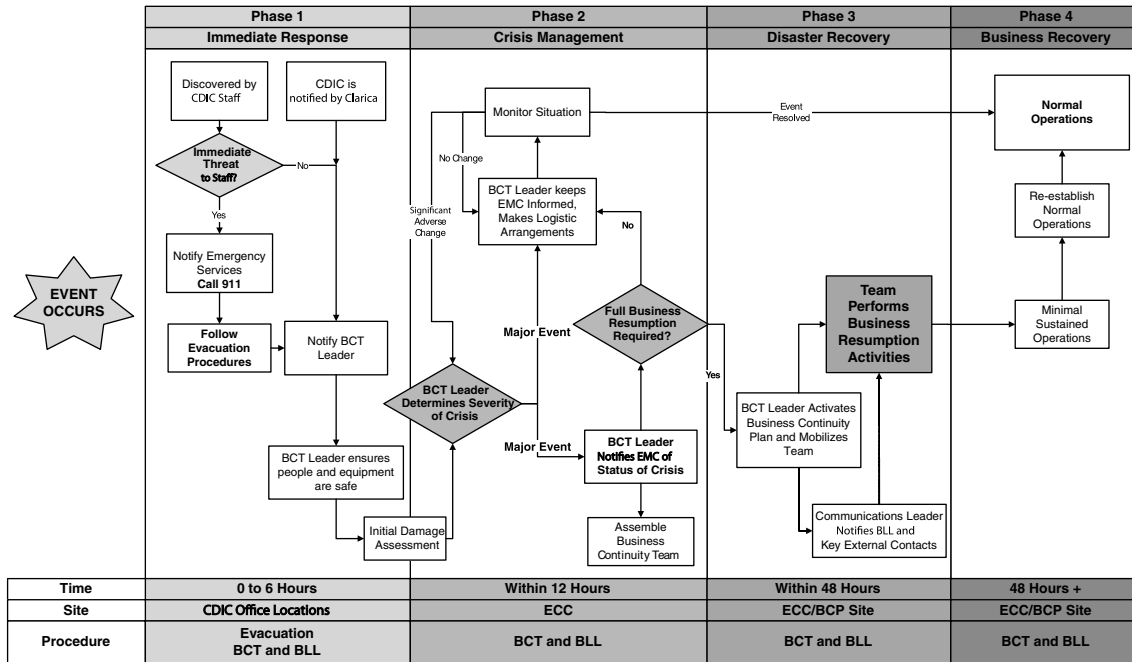 Phase 1
Immediate Response
Phase 2
Crisis Management
Phase 3
Disaster Recovery
Phase 4
Business Recovery
EVENT
OCCURS
Discovered by
CDIC Staff
CDIC is
notified by Clarica
Immediate
Threat
to Staff?
No
Yes
Notify Emergency
Services
Call 911
Follow
Evacuation
Procedures
Notify BCT
Leader
BCT Leader ensures
people and equipment
are safe
Initial Damage
Assessment
Monitor Situation
No Change
Significant
Adverse
Change
BCT Leader keeps
EMC Informed,
Makes Logistic
Arrangements
No
Major Event
Full Business
Resumption
Required?
BCT Leader
Determines Severity
of Crisis
Major Event
BCT Leader
Notifies EMC of
Status of Crisis
Assemble
Business
Continuity Team
Yes
Event
Resolved
Team
Performs
Business
Resumption
Activities
BCT Leader Activates
Business Continuity
Plan and Mobilizes
Team
Communications Leader
Notifies BLL and
Key External Contacts
Normal
Operations
Re-establish
Normal
Operations
Minimal
Sustained
Operations
Time
0 to 6 Hours
Within 12 Hours
Within 48 Hours
48 Hours +
Site
CDIC Office Locations
ECC
ECC/BCP Site
ECC/BCP Site
Procedure
Evacuation
BCT and BLL
BCT and BLL
BCT and BLL
BCT and BLL